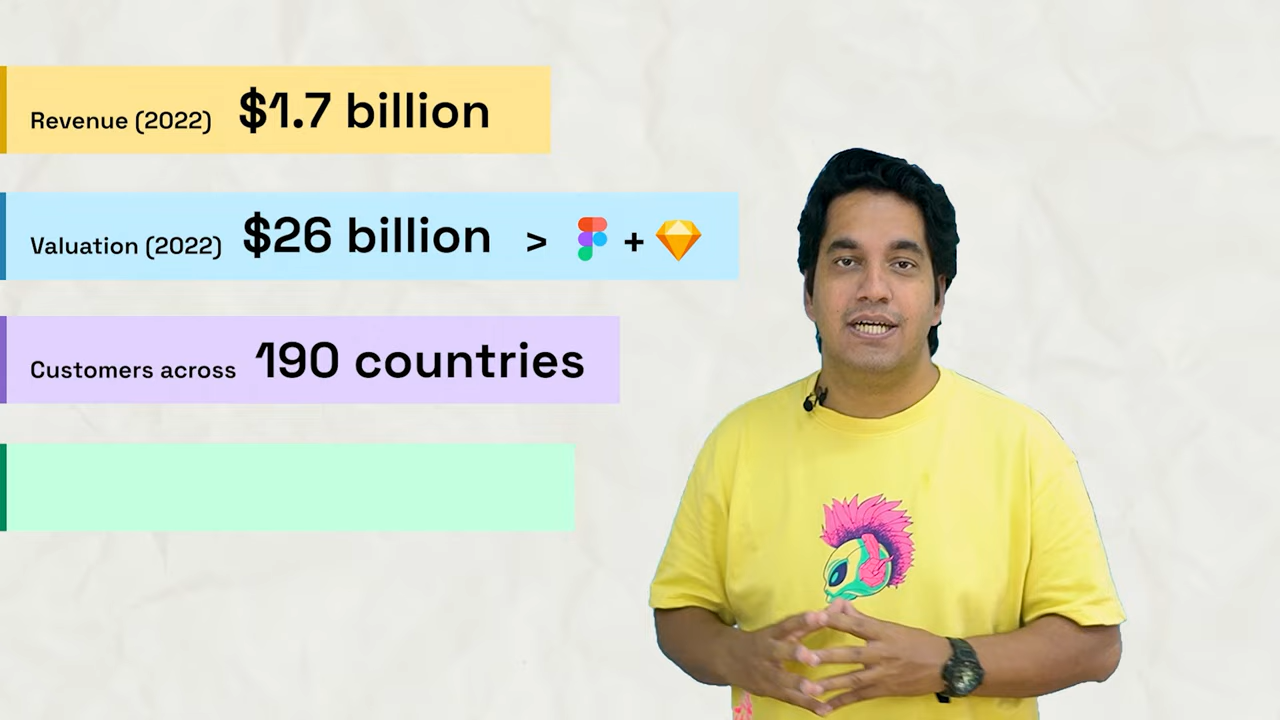 Revenue (2022) $1.7 billion
Valuation (2022) $26 billion > +
Customers across 190 countries